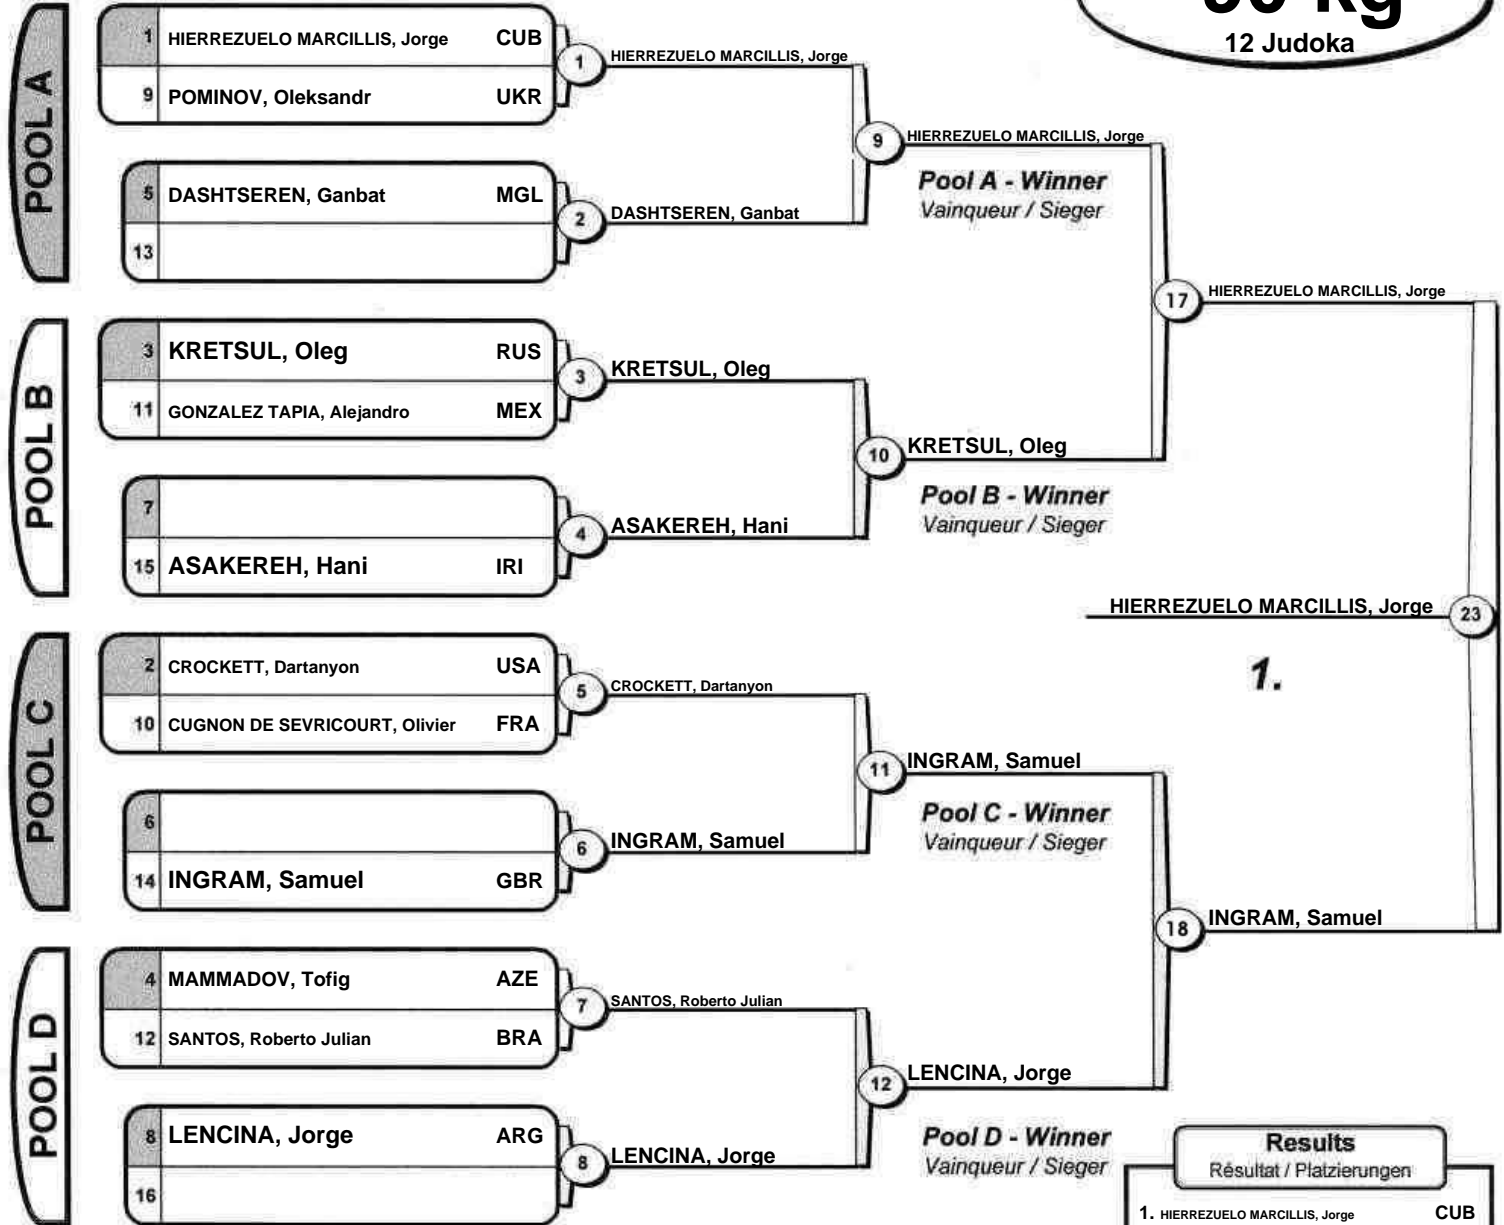 90 kg
12 Judoka
POOL A
1 HIERREZUELO MARCILLIS, Jorge CUB
9 POMINOV, Oleksandr UKR
1 HIERREZUELO MARCILLIS, Jorge
5 DASHTSEREN, Ganbat MGL
13
2 DASHTSEREN, Ganbat
9 HIERREZUELO MARCILLIS, Jorge
Pool A - Winner
Vainqueur / Sieger
POOL B
3 KRETSUL, Oleg RUS
11 GONZALEZ TAPIA, Alejandro MEX
3 KRETSUL, Oleg
7
15 ASAKEREH, Hani IRI
4 ASAKEREH, Hani
10 KRETSUL, Oleg
Pool B - Winner
Vainqueur / Sieger
17 HIERREZUELO MARCILLIS, Jorge
HIERREZUELO MARCILLIS, Jorge 23
1.
POOL C
2 CROCKETT, Dartanyon USA
10 CUGNON DE SEVRICOURT, Olivier FRA
5 CROCKETT, Dartanyon
6
14 INGRAM, Samuel GBR
6 INGRAM, Samuel
11 INGRAM, Samuel
Pool C - Winner
Vainqueur / Sieger
18 INGRAM, Samuel
POOL D
4 MAMMADOV, Tofig AZE
12 SANTOS, Roberto Julian BRA
7 SANTOS, Roberto Julian
8 LENCINA, Jorge ARG
16
8 LENCINA, Jorge
12 LENCINA, Jorge
Pool D - Winner
Vainqueur / Sieger
Results
Résultat / Platzierungen
1. HIERREZUELO MARCILLIS, Jorge CUB